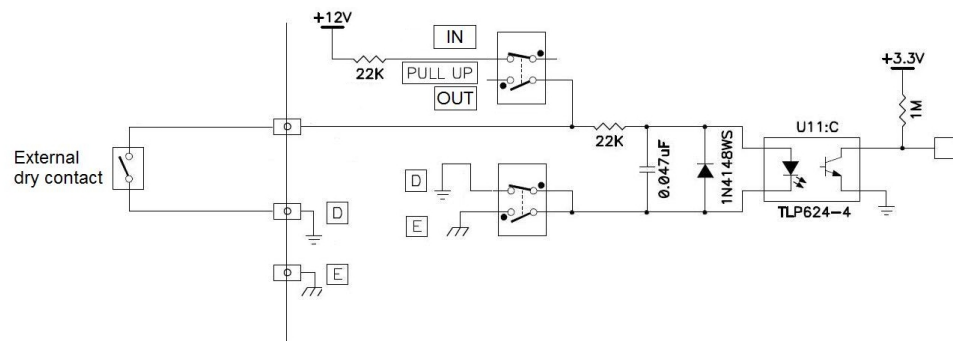 +12V
IN
22K
PULL UP
OUT
+3.3V
1M
U11:C
External
dry contact
22K
0.047uF
1N4148WS
D
E
TLP624-4
D
E